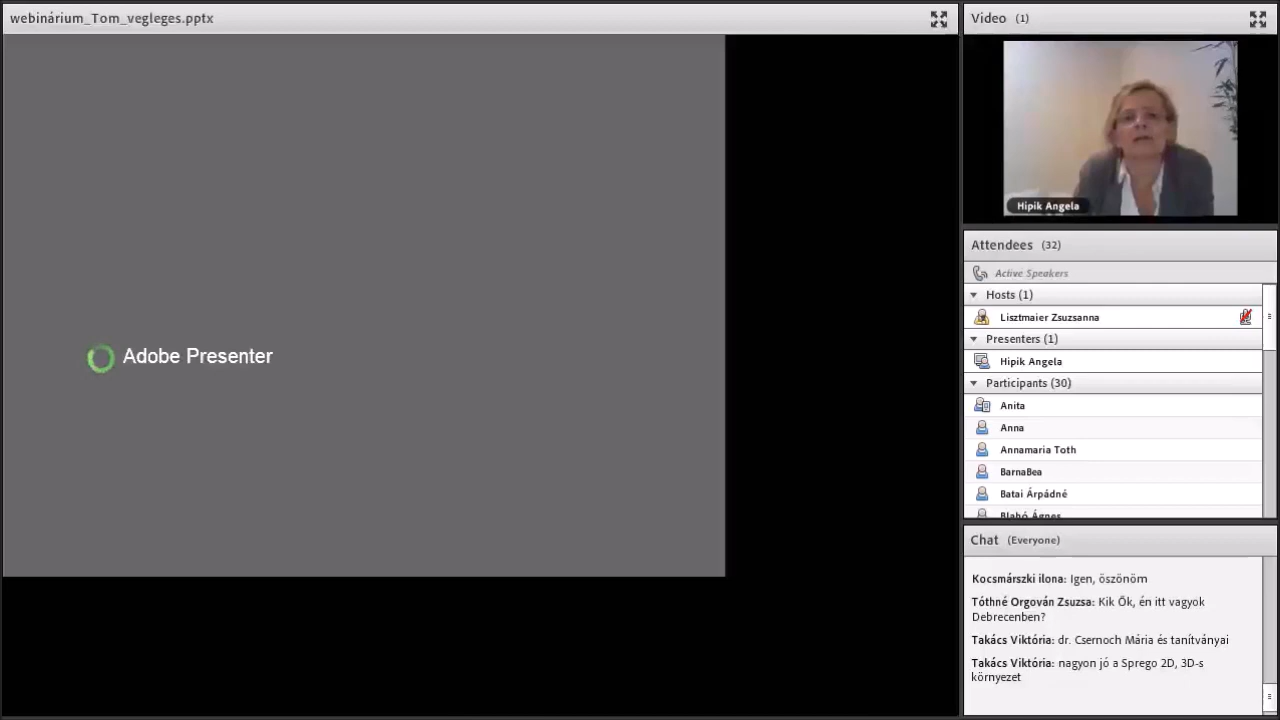 webinárium_Tom_vegleges.pptx
Adobe Presenter
Video (1)
Hipik Angela
Attendees (32)
Active Speakers
Hosts (1)
Lisztmaier Zsuzsanna
Presenters (1)
Hipik Angela
Participants (30)
Anita
Anna
Annamaria Toth
BarnaBea
Batai Árpádné
Blahó Ágnes
Chat (Everyone)
Kocsmárszki ilona: Igen, öszönöm
Tóthné Orgován Zsuzsa: Kik Ők, én itt vagyok
Debrecenben?
Takács Viktória: dr. Csernoch Mária és tanítványai
Takács Viktória: nagyon jó a Sprego 2D, 3D-s
környezet